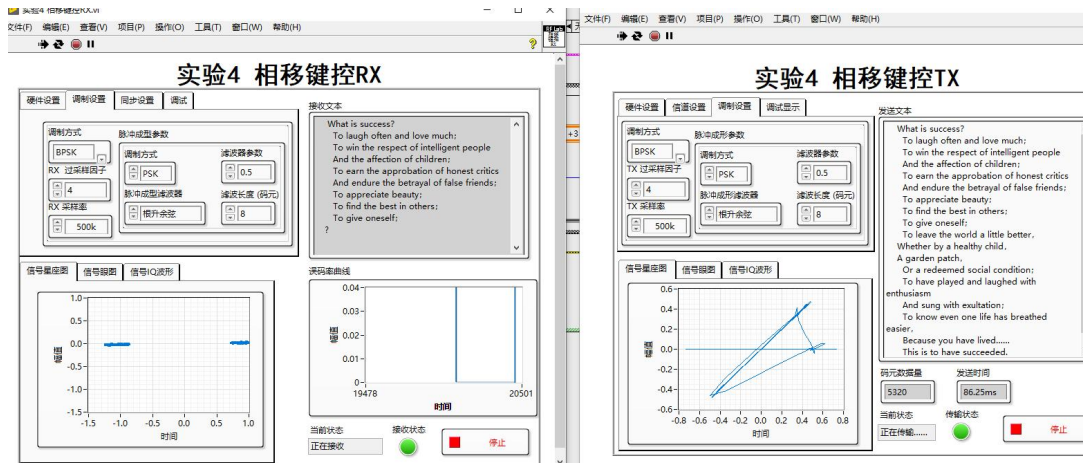 实验4 相移键控RX.vi
文件(F) 编辑(E) 查看(V) 项目(P) 操作(O) 工具(T) 窗口(W) 帮助(H)
实验4 相移键控RX
硬件设置 调制设置 同步设置 调试
调制方式
BPSK
RX 过采样因子
4
RX 采样率
500k
脉冲成型参数
调制方式
PSK
滤波器参数
0.5
脉冲成型滤波器
根升余弦
滤波长度 (码元)
8
接收文本
What is success?
To laugh often and love much;
To win the respect of intelligent people
And the affection of children;
To earn the approbation of honest critics
And endure the betrayal of false friends;
To appreciate beauty;
To find the best in others;
To give oneself;
?
信号星座图 信号眼图 信号IQ波形
幅值
1.0
0.5
0.0
-0.5
-1.0
-1.5
-1.5 -1.0 -0.5 0.0 0.5 1.0
时间
误码率曲线
幅值
0.04
0.03
0.02
0.01
0
19478 20501
时间
当前状态
正在接收
接收状态
停止
+3
文件(F) 编辑(E) 查看(V) 项目(P) 操作(O) 工具(T) 窗口(W) 帮助(H)
实验4 相移键控TX
硬件设置 信道设置 调制设置 调试显示
调制方式
BPSK
TX 过采样因子
4
TX 采样率
500k
脉冲成形参数
调制方式
PSK
滤波器参数
0.5
脉冲成形滤波器
根升余弦
滤波长度 (码元)
8
发送文本
What is success?
To laugh often and love much;
To win the respect of intelligent people
And the affection of children;
To earn the approbation of honest critics
And endure the betrayal of false friends;
To appreciate beauty;
To find the best in others;
To give oneself;
To leave the world a little better,
Whether by a healthy child,
A garden patch,
Or a redeemed social condition;
To have played and laughed with
enthusiasm
And sung with exultation;
To know even one life has breathed
easier,
Because you have lived......
This is to have succeeded.
信号星座图 信号眼图 信号IQ波形
幅值
0.6
0.4
0.2
0.0
-0.2
-0.4
-0.6
-0.8 -0.6 -0.4 -0.2 0.0 0.2 0.4 0.6 0.8
时间
码元数据量
5320
发送时间
86.25ms
当前状态
正在传输......
传输状态
停止